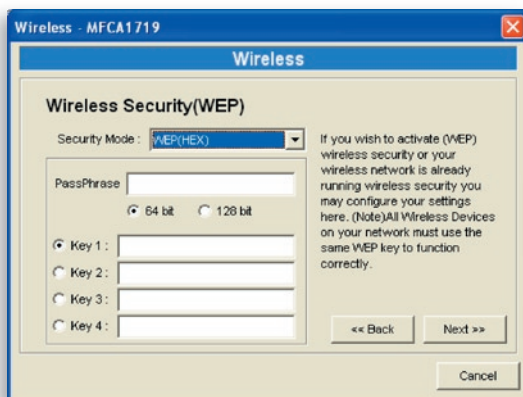 Wireless - MFCA1719
Wireless
Wireless Security(WEP)
Security Mode : WEP(HEX)
PassPhrase
64 bit 128 bit
Key 1 :
Key 2 :
Key 3 :
Key 4 :
If you wish to activate (WEP)
wireless security or your
wireless network is already
running wireless security you
may configure your settings
here. (Note)All Wireless Devices
on your network must use the
same WEP key to function
correctly.
<< Back Next >>
Cancel